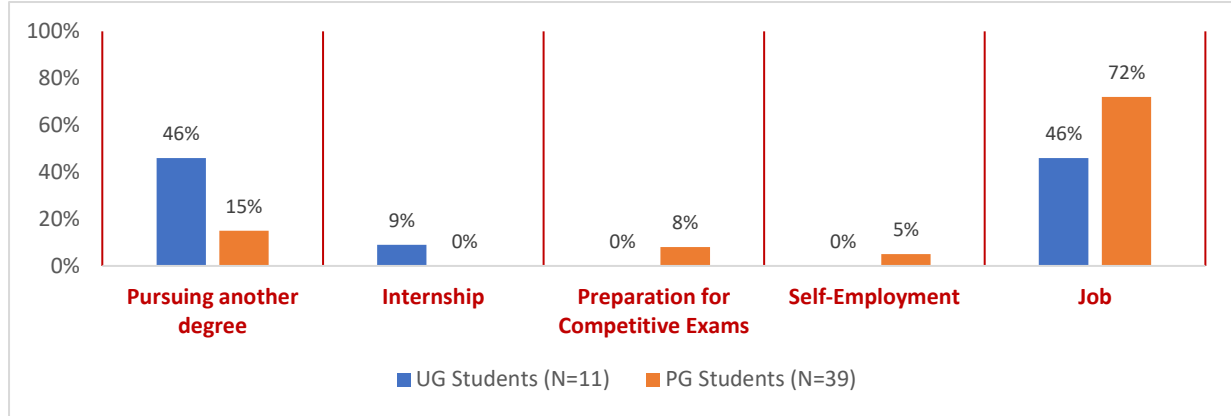 100%
80%
60%
40%
20%
0%
46%
15%
9%
0%
0%
8%
0%
5%
46%
72%
Pursuing another
degree
Internship
Preparation for
Competitive Exams
Self-Employment
Job
UG Students (N=11)
PG Students (N=39)